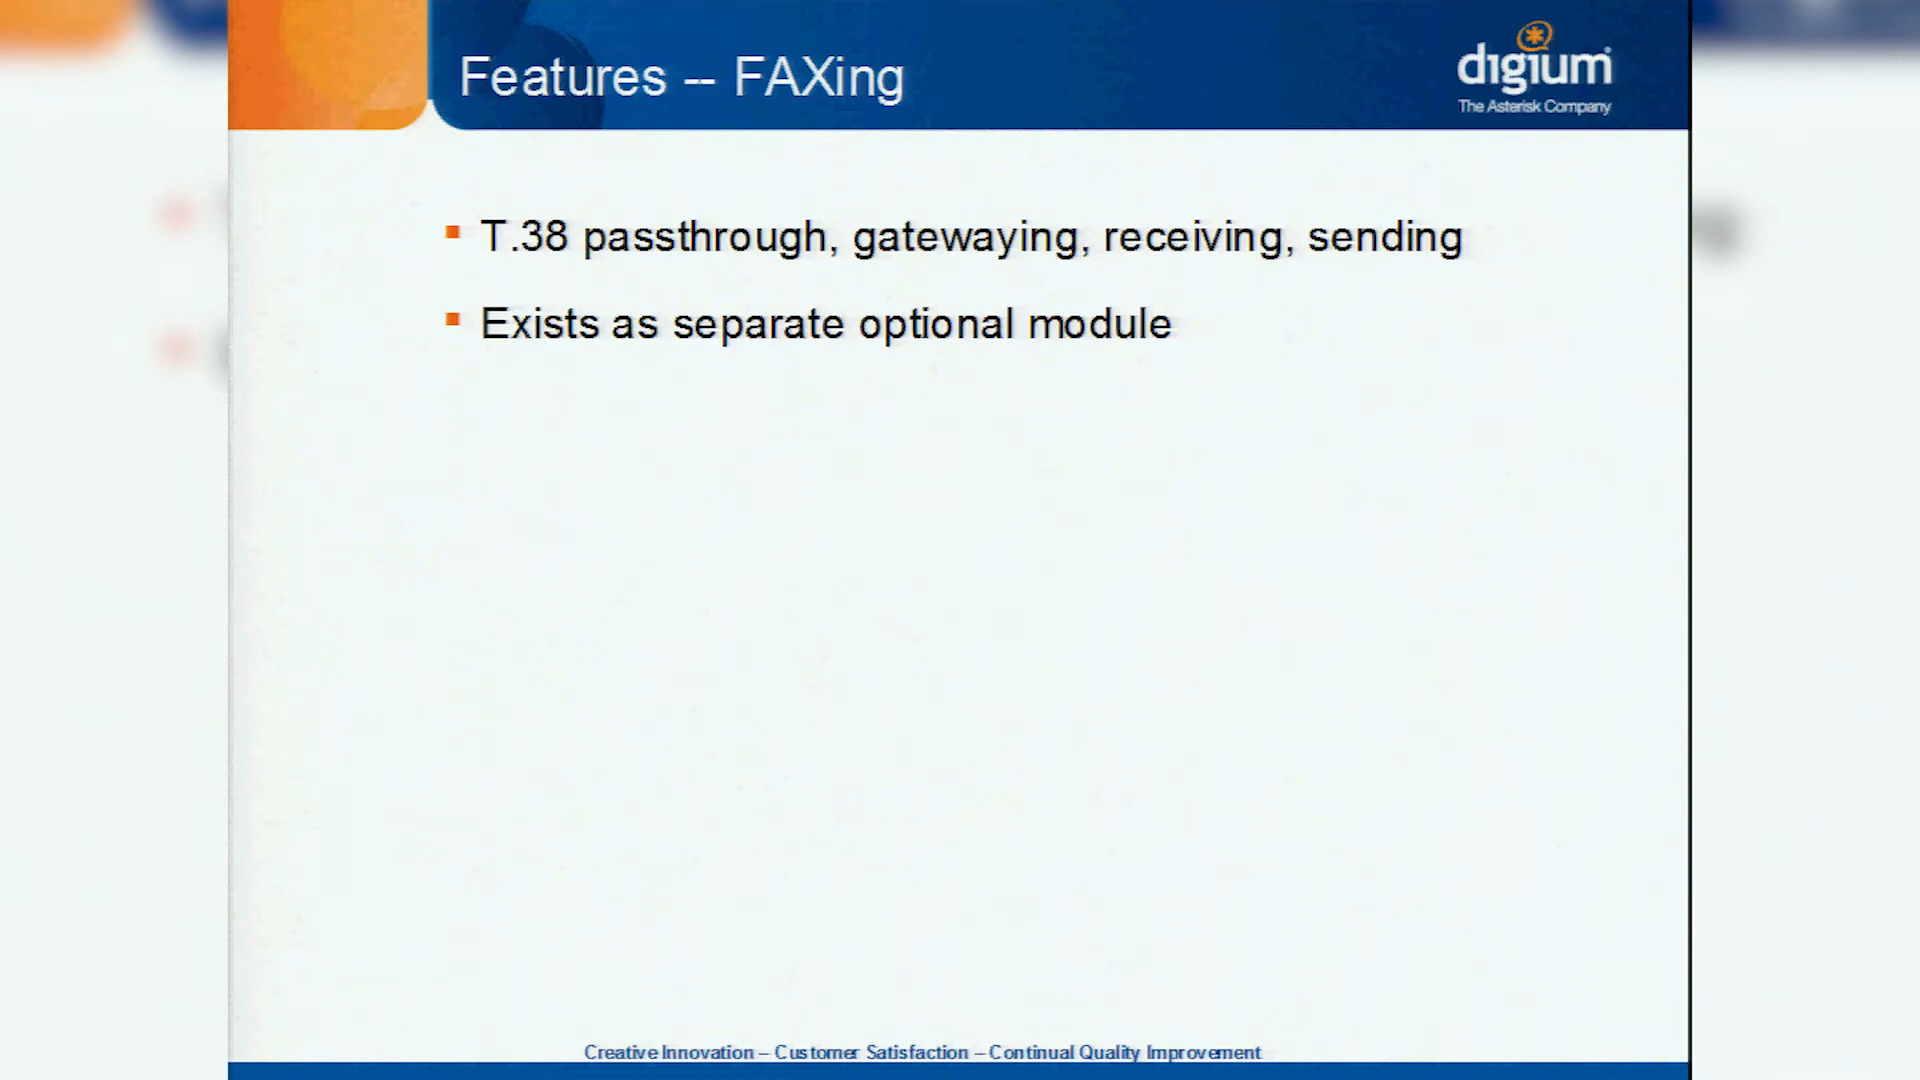 Features -- FAXing
digium
The Asterisk Company
T.38 passthrough, gatewaying, receiving, sending
Exists as separate optional module
Creative Innovation – Customer Satisfaction – Continual Quality Improvement